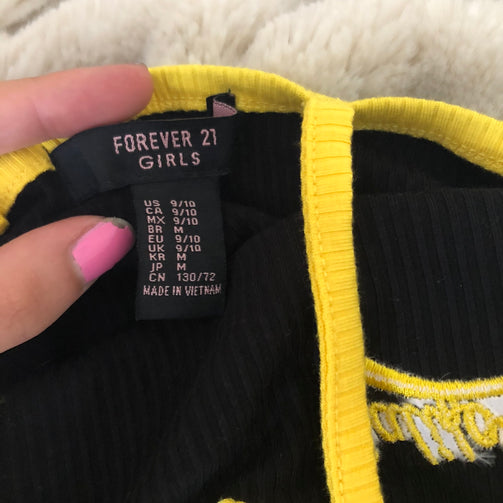 FOREVER 21
GIRLS
US 9/10
CA 9/10
MX 9/10
BR M
EU 9/10
UK 9/10
KR M
JP M
CN 130/72
MADE IN VIETNAM